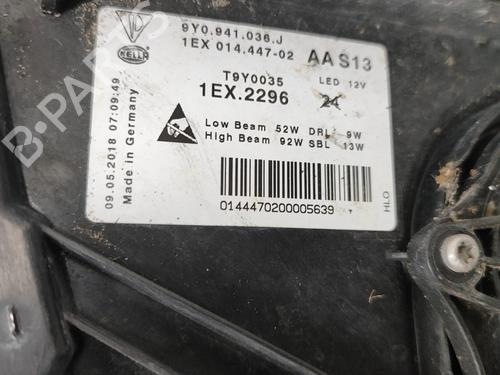 9Y0.941.036.J
1EX 014.447-02 AA S13
HELLA
T9Y0035 LED 12V
1EX.2296 24
Low Beam 52W DRL 9W
High Beam 92W SBL 13W
09.05.2018 07:09:49
Made in Germany
0144470200005639
HLO